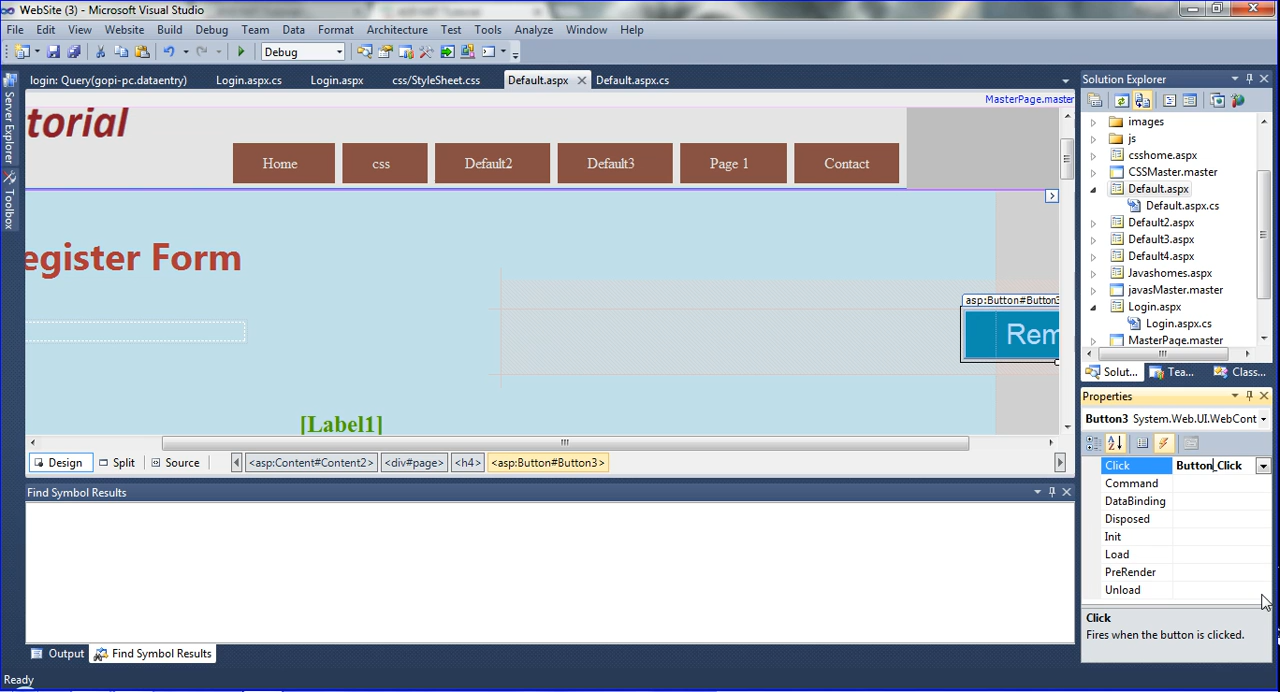 WebSite (3) - Microsoft Visual Studio
File Edit View Website Build Debug Team Data Format Architecture Test Tools Analyze Window Help
Debug
login: Query(gopi-pc.dataentry) Login.aspx.cs Login.aspx css/StyleSheet.css Default.aspx Default.aspx.cs
Server Explorer
Toolbox
MasterPage.master
torial
Home css Default2 Default3 Page 1 Contact
egister Form
asp:Button#Button3
Rem
[Label1]
Design Split Source <asp:Content#Content2> <div#page> <h4> <asp:Button#Button3>
Find Symbol Results
Output Find Symbol Results
Ready
Solution Explorer
images
js
csshome.aspx
CSSMaster.master
Default.aspx
Default.aspx.cs
Default2.aspx
Default3.aspx
Default4.aspx
Javashomes.aspx
javasMaster.master
Login.aspx
Login.aspx.cs
MasterPage.master
Solut... Tea... Class...
Properties
Button3 System.Web.UI.WebCont
Click Button_Click
Command
DataBinding
Disposed
Init
Load
PreRender
Unload
Click
Fires when the button is clicked.